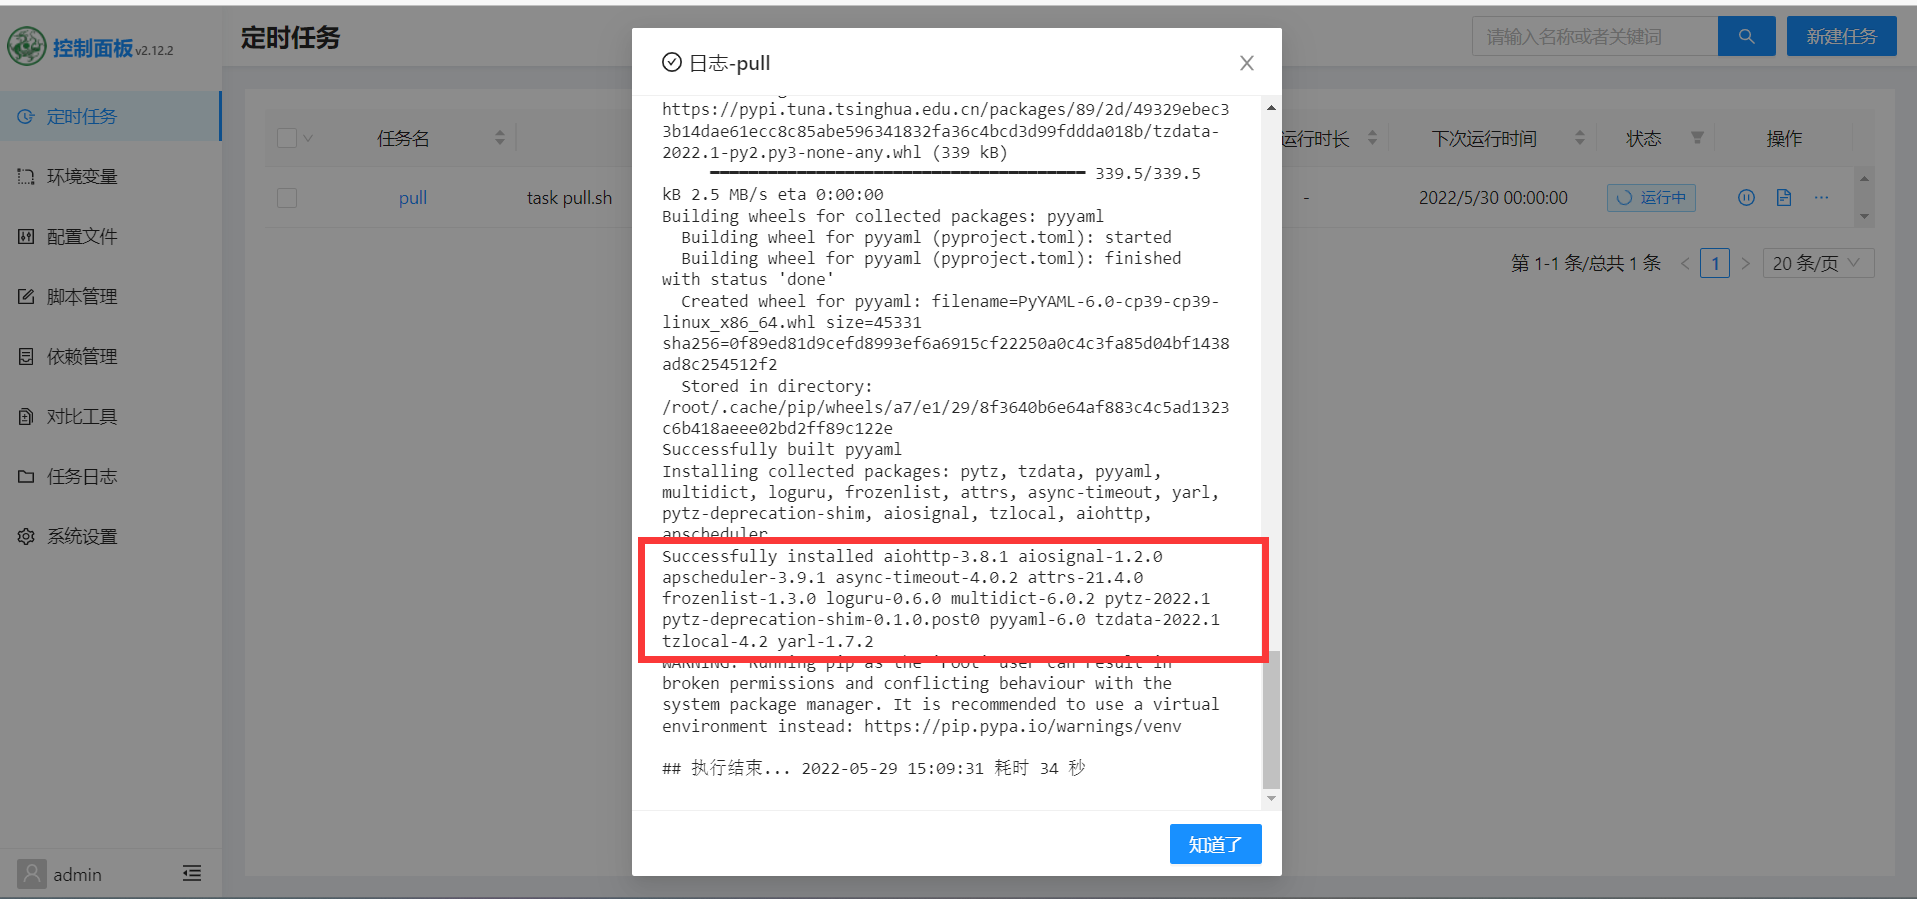 控制面板 v2.12.2
定时任务
环境变量
配置文件
脚本管理
依赖管理
对比工具
任务日志
系统设置
admin
定时任务
请输入名称或者关键词
新建任务
任务名
运行时长
下次运行时间
状态
操作
pull
task pull.sh
-
2022/5/30 00:00:00
运行中
第 1-1 条/总共 1 条
1
20 条/页
日志-pull
https://pypi.tuna.tsinghua.edu.cn/packages/89/2d/49329ebec3
3b14dae61ecc8c85abe596341832fa36c4bcd3d99fddda018b/tzdata-
2022.1-py2.py3-none-any.whl (339 kB)
━━━━━━━━━━━━━━━━━━━━━━━━━━━━━━━━━━━━━━━ 339.5/339.5
kB 2.5 MB/s eta 0:00:00
Building wheels for collected packages: pyyaml
Building wheel for pyyaml (pyproject.toml): started
Building wheel for pyyaml (pyproject.toml): finished
with status 'done'
Created wheel for pyyaml: filename=PyYAML-6.0-cp39-cp39-
linux_x86_64.whl size=45331
sha256=0f89ed81d9cefd8993ef6a6915cf22250a0c4c3fa85d04bf1438
ad8c254512f2
Stored in directory:
/root/.cache/pip/wheels/a7/e1/29/8f3640b6e64af883c4c5ad1323
c6b418aeee02bd2ff89c122e
Successfully built pyyaml
Installing collected packages: pytz, tzdata, pyyaml,
multidict, loguru, frozenlist, attrs, async-timeout, yarl,
pytz-deprecation-shim, aiosignal, tzlocal, aiohttp,
apscheduler
Successfully installed aiohttp-3.8.1 aiosignal-1.2.0
apscheduler-3.9.1 async-timeout-4.0.2 attrs-21.4.0
frozenlist-1.3.0 loguru-0.6.0 multidict-6.0.2 pytz-2022.1
pytz-deprecation-shim-0.1.0.post0 pyyaml-6.0 tzdata-2022.1
tzlocal-4.2 yarl-1.7.2
WARNING: Running pip as the 'root' user can result in
broken permissions and conflicting behaviour with the
system package manager. It is recommended to use a virtual
environment instead: https://pip.pypa.io/warnings/venv
## 执行结束... 2022-05-29 15:09:31 耗时 34 秒
知道了